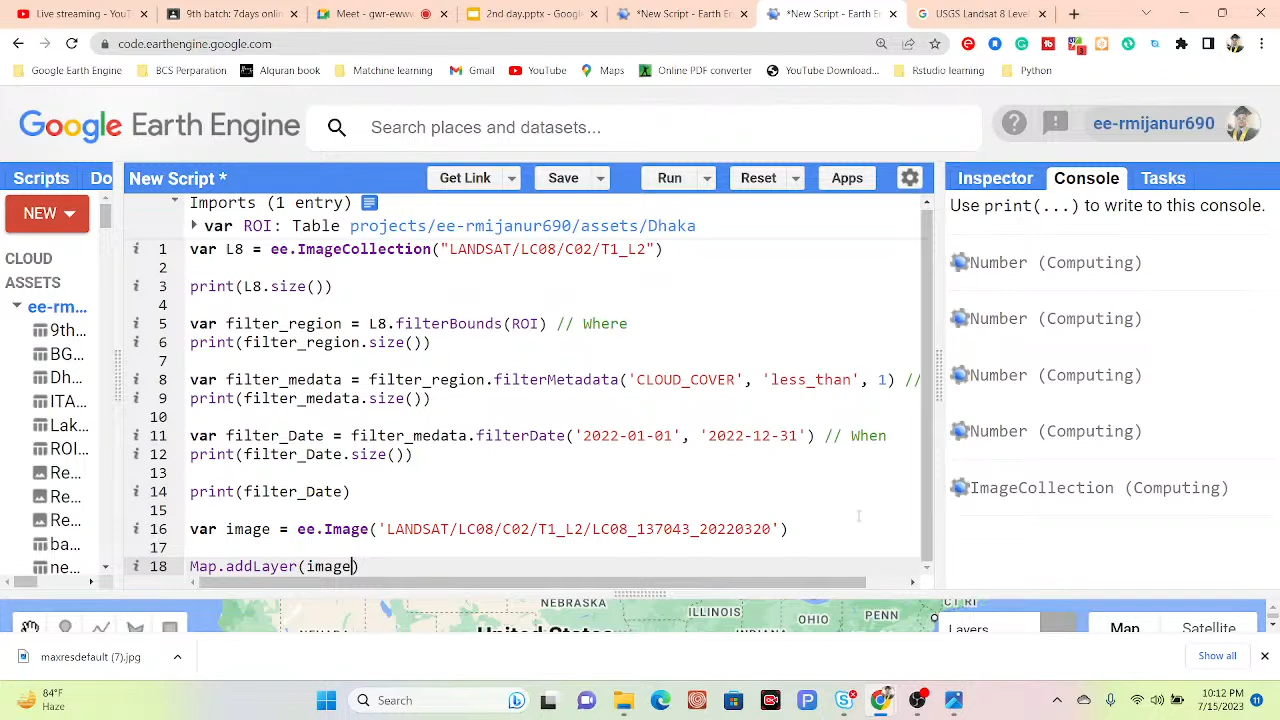 Live streaming - YouT
9th batch: 7days onlin
Meet - gwr-eww
2nd day.pptx - Google
*New Script - Earth E
*New Script - Earth En
USGS Landsat 8 Level
code.earthengine.google.com
Google Earth Engine
BCS Perparation
Alquran book
Matchine learning
Gmail
YouTube
Maps
Online PDF converter
YouTube Download...
Rstudio learning
Python
Google Earth Engine
Search places and datasets...
ee-rmijanur690
Scripts
Do
New Script *
Get Link
Save
Run
Reset
Apps
Inspector
Console
Tasks
NEW
CLOUD
ASSETS
ee-rm...
9th...
BG...
Dh...
ITA...
Lak...
ROI...
Re...
Re...
Re...
ba...
ne...
Imports (1 entry)
var ROI: Table projects/ee-rmijanur690/assets/Dhaka
1 var L8 = ee.ImageCollection("LANDSAT/LC08/C02/T1_L2")
2
3 print(L8.size())
4
5 var filter_region = L8.filterBounds(ROI) // Where
6 print(filter_region.size())
7
8 var filter_medata = filter_region.filterMetadata('CLOUD_COVER', 'less_than', 1) //
9 print(filter_medata.size())
10
11 var filter_Date = filter_medata.filterDate('2022-01-01', '2022-12-31') // When
12 print(filter_Date.size())
13
14 print(filter_Date)
15
16 var image = ee.Image('LANDSAT/LC08/C02/T1_L2/LC08_137043_20220320')
17
18 Map.addLayer(image)
Use print(...) to write to this console.
Number (Computing)
Number (Computing)
Number (Computing)
Number (Computing)
ImageCollection (Computing)
NEBRASKA
ILLINOIS
OHIO
PENN
United States
Layers
Map
Satellite
maxresdefault (7).jpg
Show all
84°F
Haze
Search
10:12 PM
7/15/2023
11